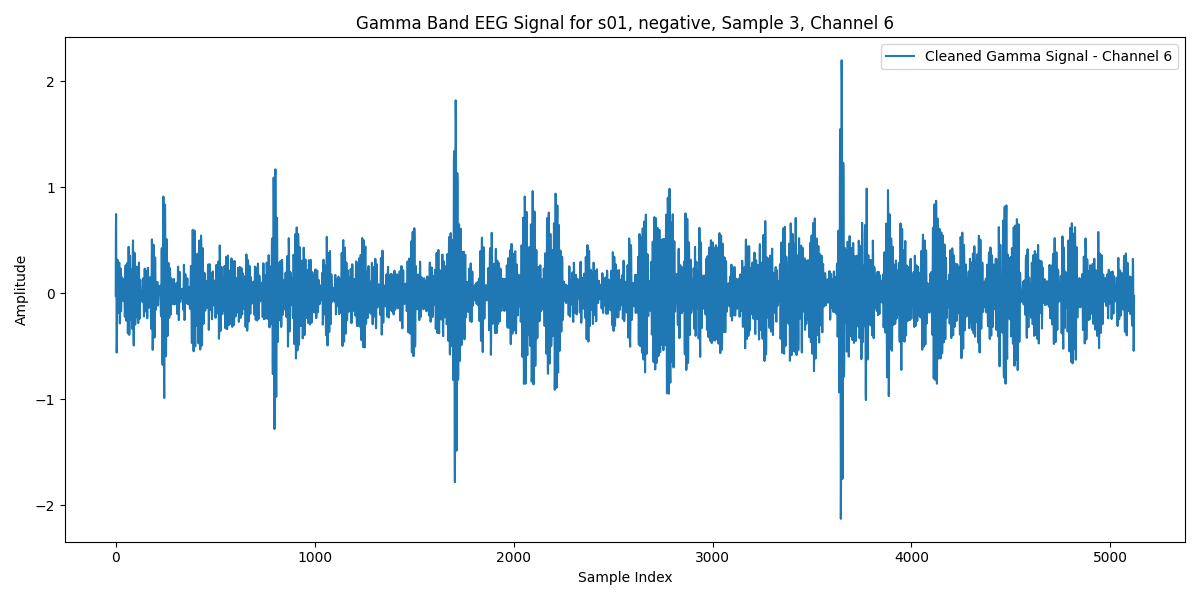 Gamma Band EEG Signal for s01, negative, Sample 3, Channel 6
Cleaned Gamma Signal - Channel 6
Amplitude
2
1
0
−1
−2
0 1000 2000 3000 4000 5000
Sample Index